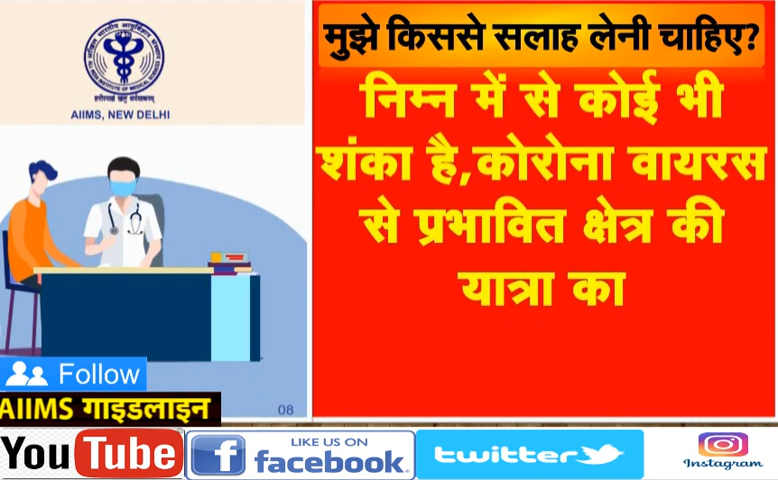 AIIMS, NEW DELHI
मुझे किससे सलाह लेनी चाहिए?
निम्न में से कोई भी
शंका है,कोरोना वायरस
से प्रभावित क्षेत्र की
यात्रा का
Follow
AIIMS गाइडलाइन
08
YouTube
LIKE US ON
facebook
twitter
Instagram